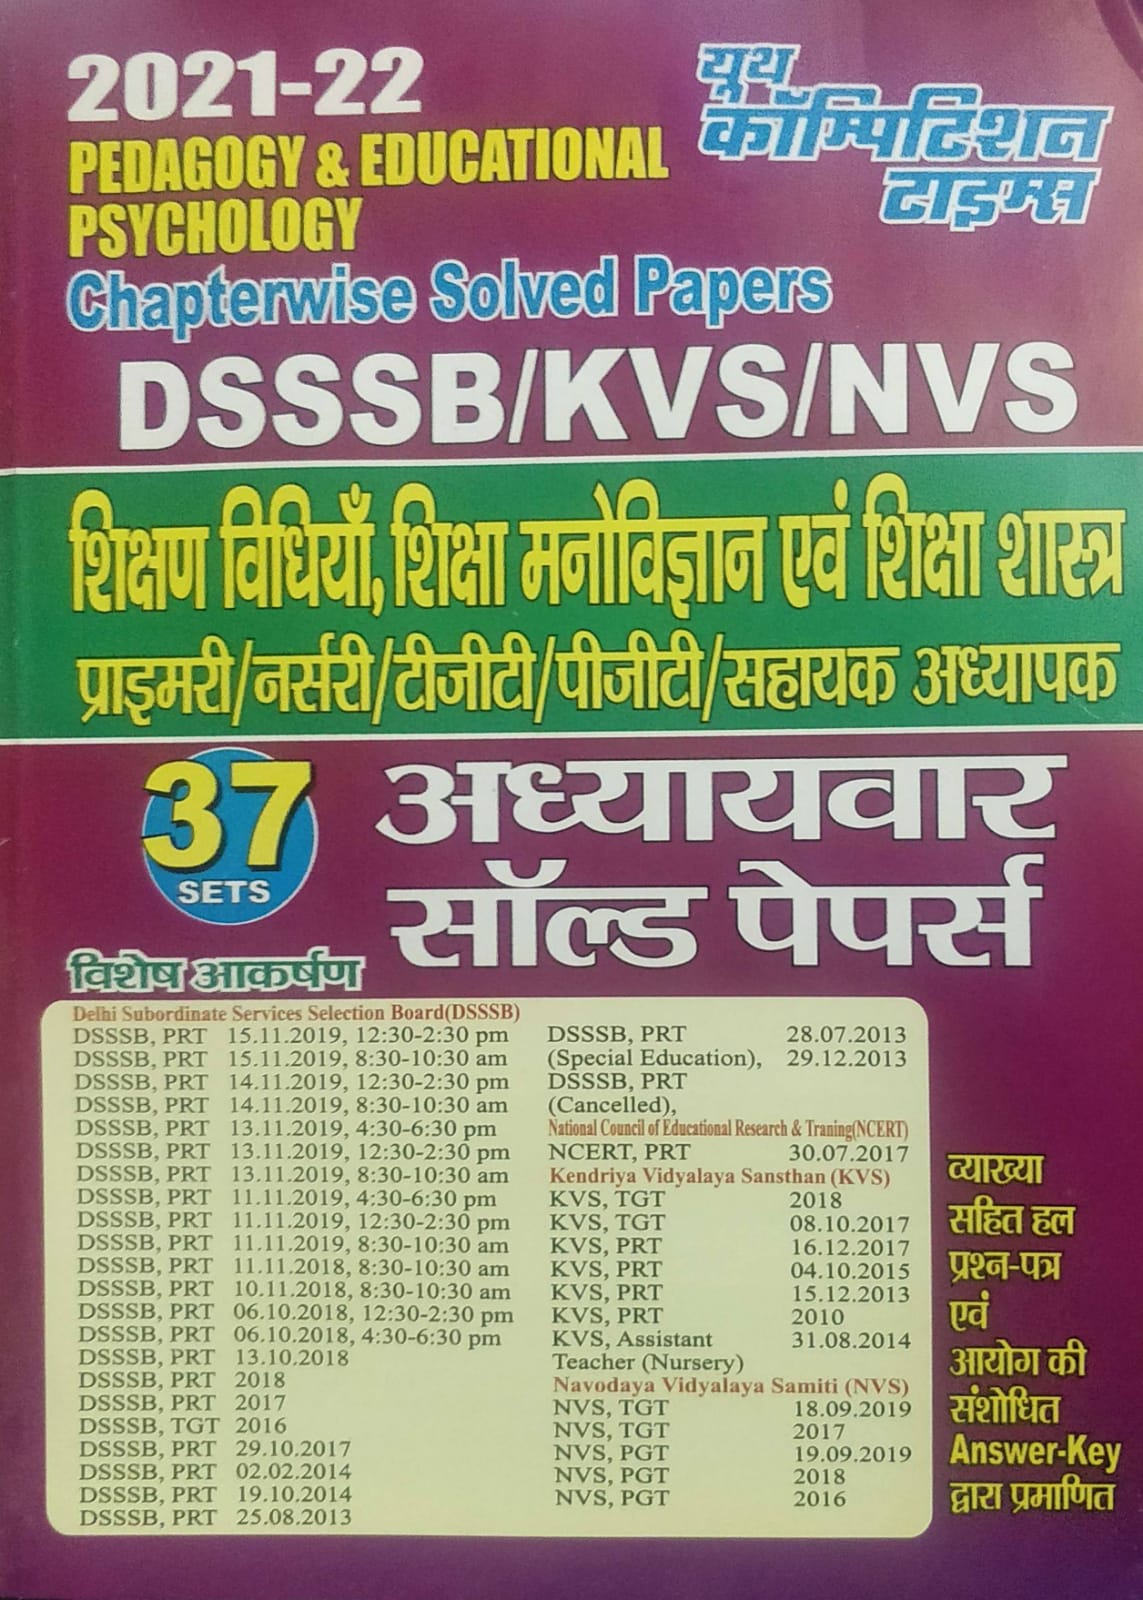 2021-22
PEDAGOGY & EDUCATIONAL
PSYCHOLOGY
Chapterwise Solved Papers
यूथ
कॉम्पिटिशन
टाइम्स
DSSSB/KVS/NVS
शिक्षण विधियाँ, शिक्षा मनोविज्ञान एवं शिक्षा शास्त्र
प्राइमरी/नर्सरी/टीजीटी/पीजीटी/सहायक अध्यापक
37
SETS
अध्यायवार
सॉल्व्ड पेपर्स
विशेष आकर्षण
Delhi Subordinate Services Selection Board(DSSSB)
DSSSB, PRT 15.11.2019, 12:30-2:30 pm
DSSSB, PRT 15.11.2019, 8:30-10:30 am
DSSSB, PRT 14.11.2019, 12:30-2:30 pm
DSSSB, PRT 14.11.2019, 8:30-10:30 am
DSSSB, PRT 13.11.2019, 4:30-6:30 pm
DSSSB, PRT 13.11.2019, 12:30-2:30 pm
DSSSB, PRT 13.11.2019, 8:30-10:30 am
DSSSB, PRT 11.11.2019, 4:30-6:30 pm
DSSSB, PRT 11.11.2019, 12:30-2:30 pm
DSSSB, PRT 11.11.2019, 8:30-10:30 am
DSSSB, PRT 11.11.2018, 8:30-10:30 am
DSSSB, PRT 10.11.2018, 8:30-10:30 am
DSSSB, PRT 06.10.2018, 12:30-2:30 pm
DSSSB, PRT 06.10.2018, 4:30-6:30 pm
DSSSB, PRT 13.10.2018
DSSSB, PRT 2018
DSSSB, PRT 2017
DSSSB, TGT 2016
DSSSB, PRT 29.10.2017
DSSSB, PRT 02.02.2014
DSSSB, PRT 19.10.2014
DSSSB, PRT 25.08.2013
DSSSB, PRT 28.07.2013
(Special Education), 29.12.2013
DSSSB, PRT
(Cancelled),
National Council of Educational Research & Traning(NCERT)
NCERT, PRT 30.07.2017
Kendriya Vidyalaya Sansthan (KVS)
KVS, TGT 2018
KVS, TGT 08.10.2017
KVS, PRT 16.12.2017
KVS, PRT 04.10.2015
KVS, PRT 15.12.2013
KVS, PRT 2010
KVS, Assistant 31.08.2014
Teacher (Nursery)
Navodaya Vidyalaya Samiti (NVS)
NVS, TGT 18.09.2019
NVS, TGT 2017
NVS, PGT 19.09.2019
NVS, PGT 2018
NVS, PGT 2016
व्याख्या
सहित हल
प्रश्न-पत्र
एवं
आयोग की
संशोधित
Answer-Key
द्वारा प्रमाणित